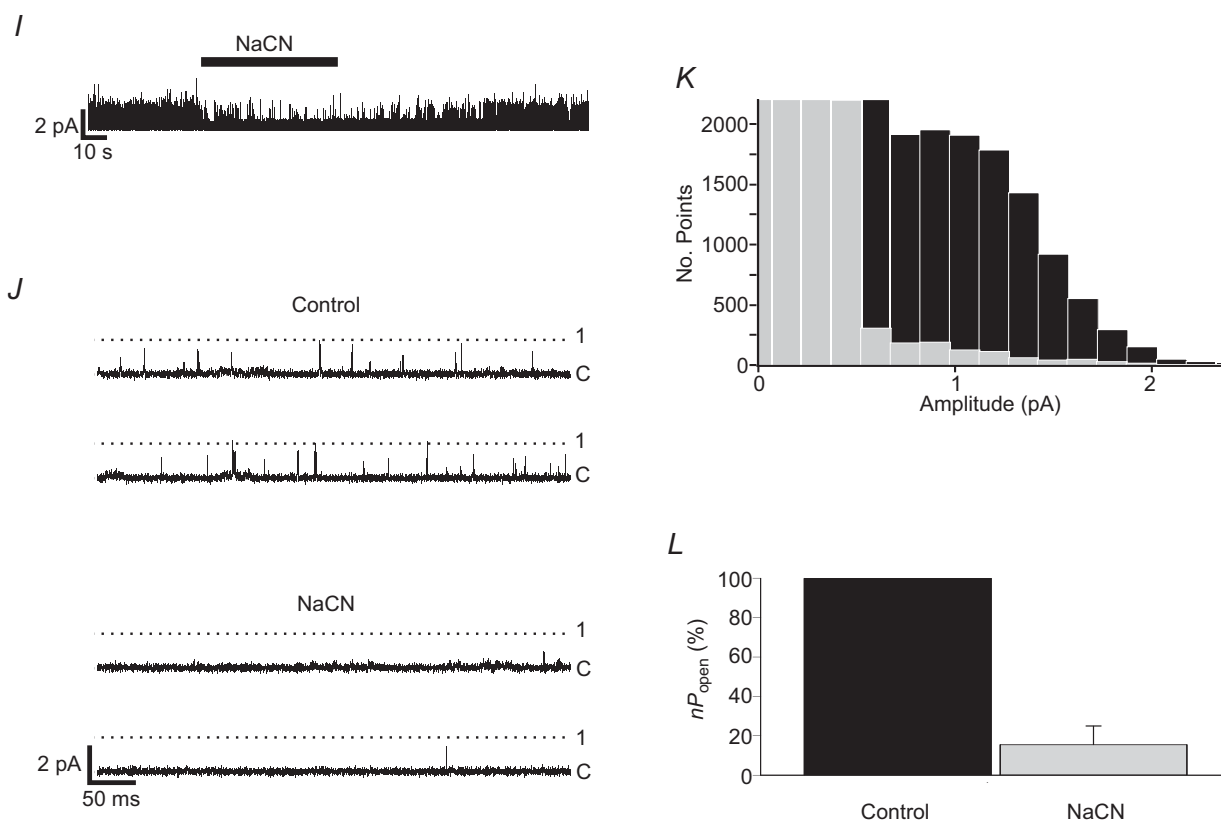 I
NaCN
2 pA
10 s
J
Control
1
C
1
C
NaCN
1
C
1
2 pA
C
50 ms
K
No. Points
2000
1500
1000
500
0
0 1 2
Amplitude (pA)
L
nPopen (%)
100
80
60
40
20
0
Control NaCN